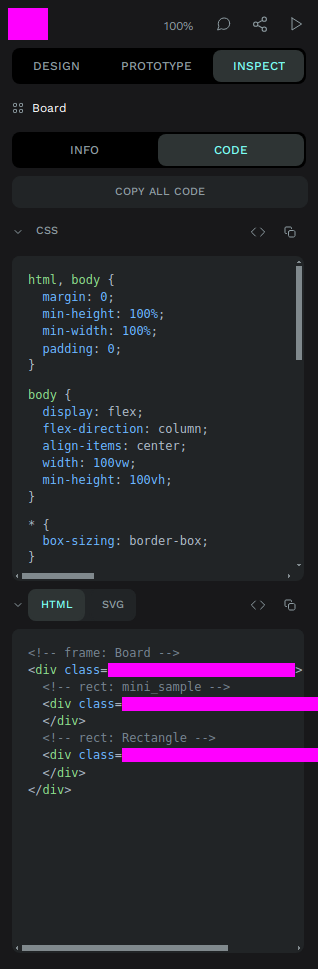 100%
DESIGN PROTOTYPE INSPECT
Board
INFO CODE
COPY ALL CODE
CSS
html, body {
  margin: 0;
  min-height: 100%;
  min-width: 100%;
  padding: 0;
}
body {
  display: flex;
  flex-direction: column;
  align-items: center;
  width: 100vw;
  min-height: 100vh;
}
* {
  box-sizing: border-box;
}
HTML SVG
<!-- frame: Board -->
<div class=>
  <!-- rect: mini_sample -->
  <div class=
  </div>
  <!-- rect: Rectangle -->
  <div class=
  </div>
</div>